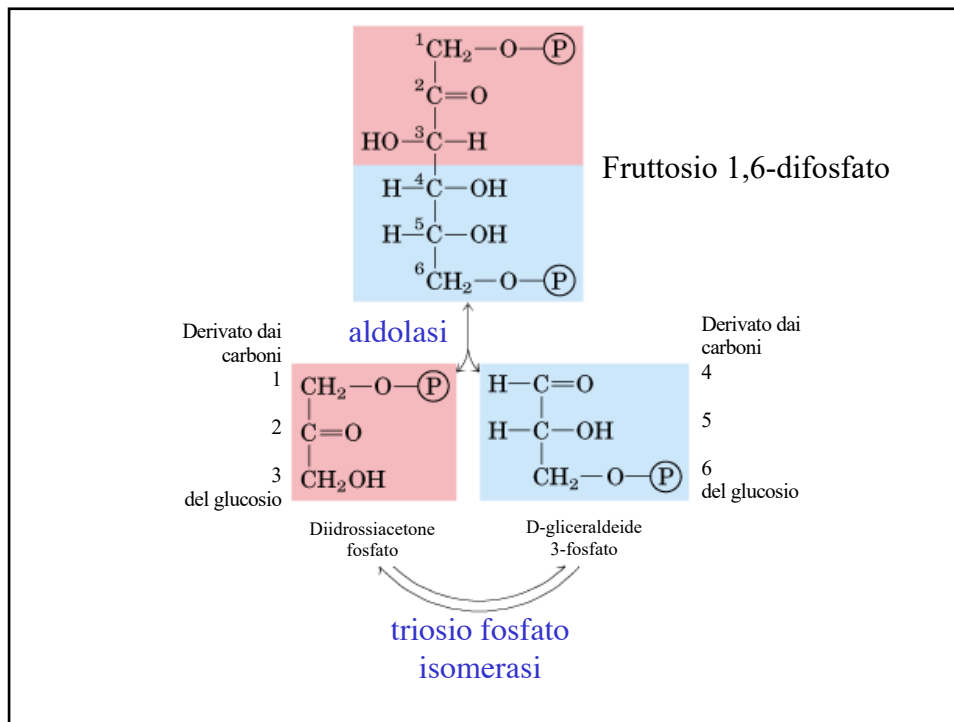 ¹CH₂—O—Ⓟ
²C=O
HO—³C—H
H—⁴C—OH
H—⁵C—OH
⁶CH₂—O—Ⓟ
Fruttosio 1,6-difosfato
aldolasi
Derivato dai
carboni
1
2
3
del glucosio
CH₂—O—Ⓟ
C=O
CH₂OH
Diidrossiacetone
fosfato
H—C=O
H—C—OH
CH₂—O—Ⓟ
D-gliceraldeide
3-fosfato
Derivato dai
carboni
4
5
6
del glucosio
triosio fosfato
isomerasi